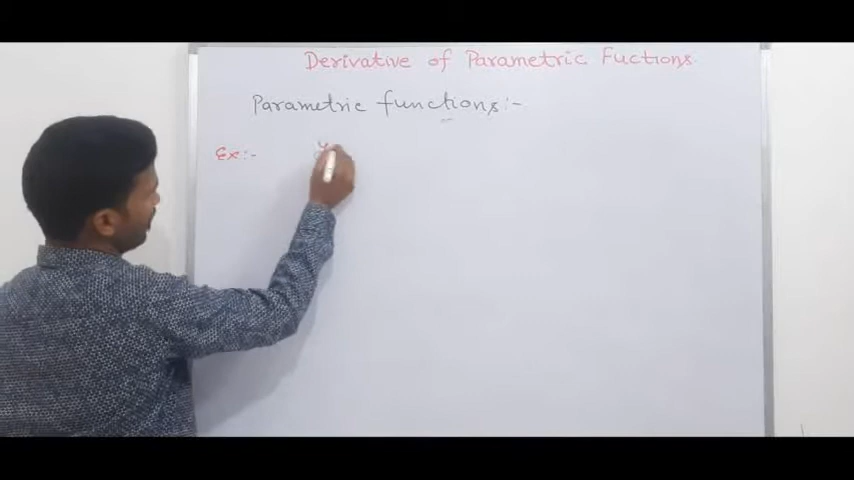 Derivative of Parametric Fuctions
Parametric functions :-
Ex :- y